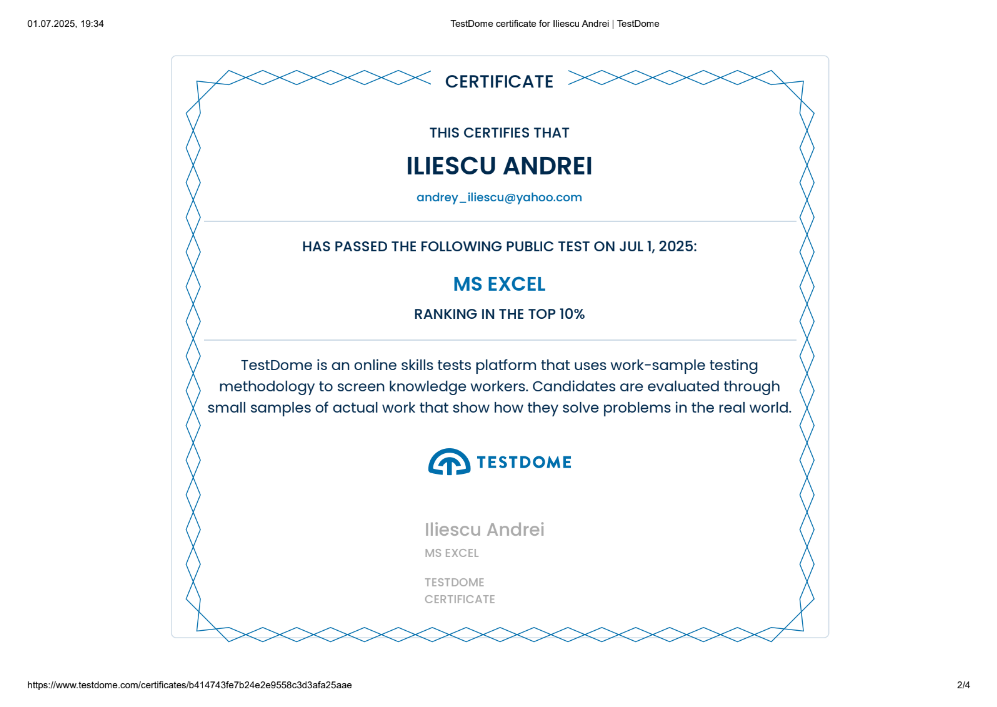 01.07.2025, 19:34
TestDome certificate for Iliescu Andrei | TestDome
CERTIFICATE
THIS CERTIFIES THAT
ILIESCU ANDREI
andrey_iliescu@yahoo.com
HAS PASSED THE FOLLOWING PUBLIC TEST ON JUL 1, 2025:
MS EXCEL
RANKING IN THE TOP 10%
TestDome is an online skills tests platform that uses work-sample testing
methodology to screen knowledge workers. Candidates are evaluated through
small samples of actual work that show how they solve problems in the real world.
TESTDOME
Iliescu Andrei
MS EXCEL
TESTDOME
CERTIFICATE
https://www.testdome.com/certificates/b414743fe7b24e2e9558c3d3afa25aae
2/4